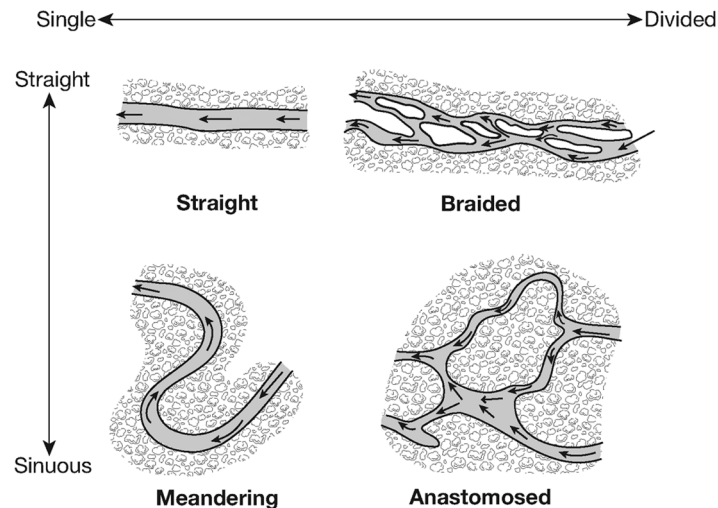 Single Divided
Straight
Straight Braided
Sinuous
Meandering Anastomosed